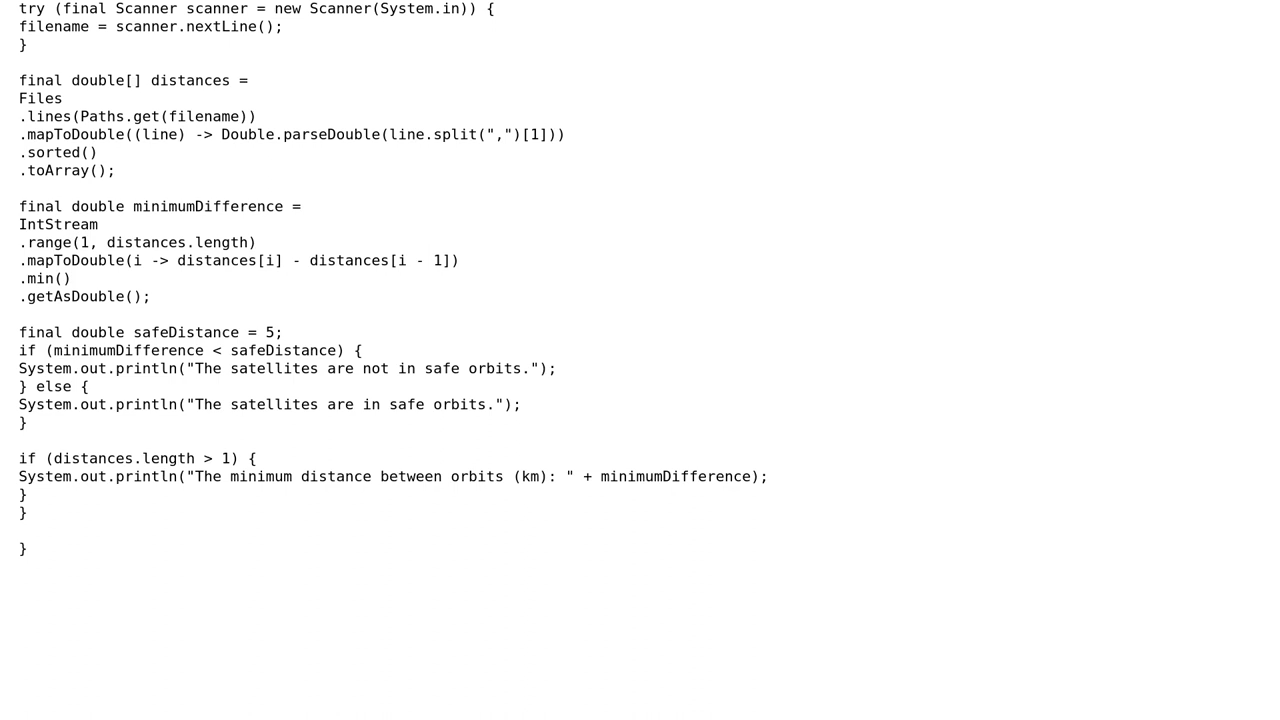 try (final Scanner scanner = new Scanner(System.in)) {
filename = scanner.nextLine();
}
final double[] distances =
Files
.lines(Paths.get(filename))
.mapToDouble((line) -> Double.parseDouble(line.split(",")[1]))
.sorted()
.toArray();
final double minimumDifference =
IntStream
.range(1, distances.length)
.mapToDouble(i -> distances[i] - distances[i - 1])
.min()
.getAsDouble();
final double safeDistance = 5;
if (minimumDifference < safeDistance) {
System.out.println("The satellites are not in safe orbits.");
} else {
System.out.println("The satellites are in safe orbits.");
}
if (distances.length > 1) {
System.out.println("The minimum distance between orbits (km): " + minimumDifference);
}
}
}